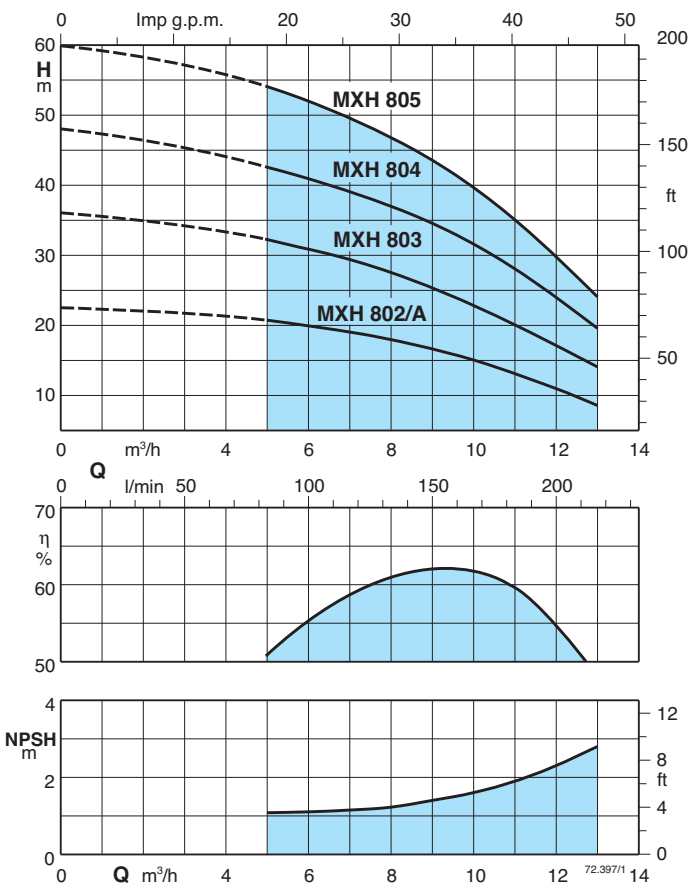 0 Imp g.p.m. 20 30 40 50
60 200
H
m
MXH 805
50
150
MXH 804
40
ft
MXH 803
30 100
MXH 802/A
20
50
10
0 m³/h 4 6 8 10 12 14
Q
0 l/min 50 100 150 200
70
η
%
60
50
4 12
NPSH
m
8
ft
2
4
0 0
72.397/1
0 Q m³/h 4 6 8 10 12 14